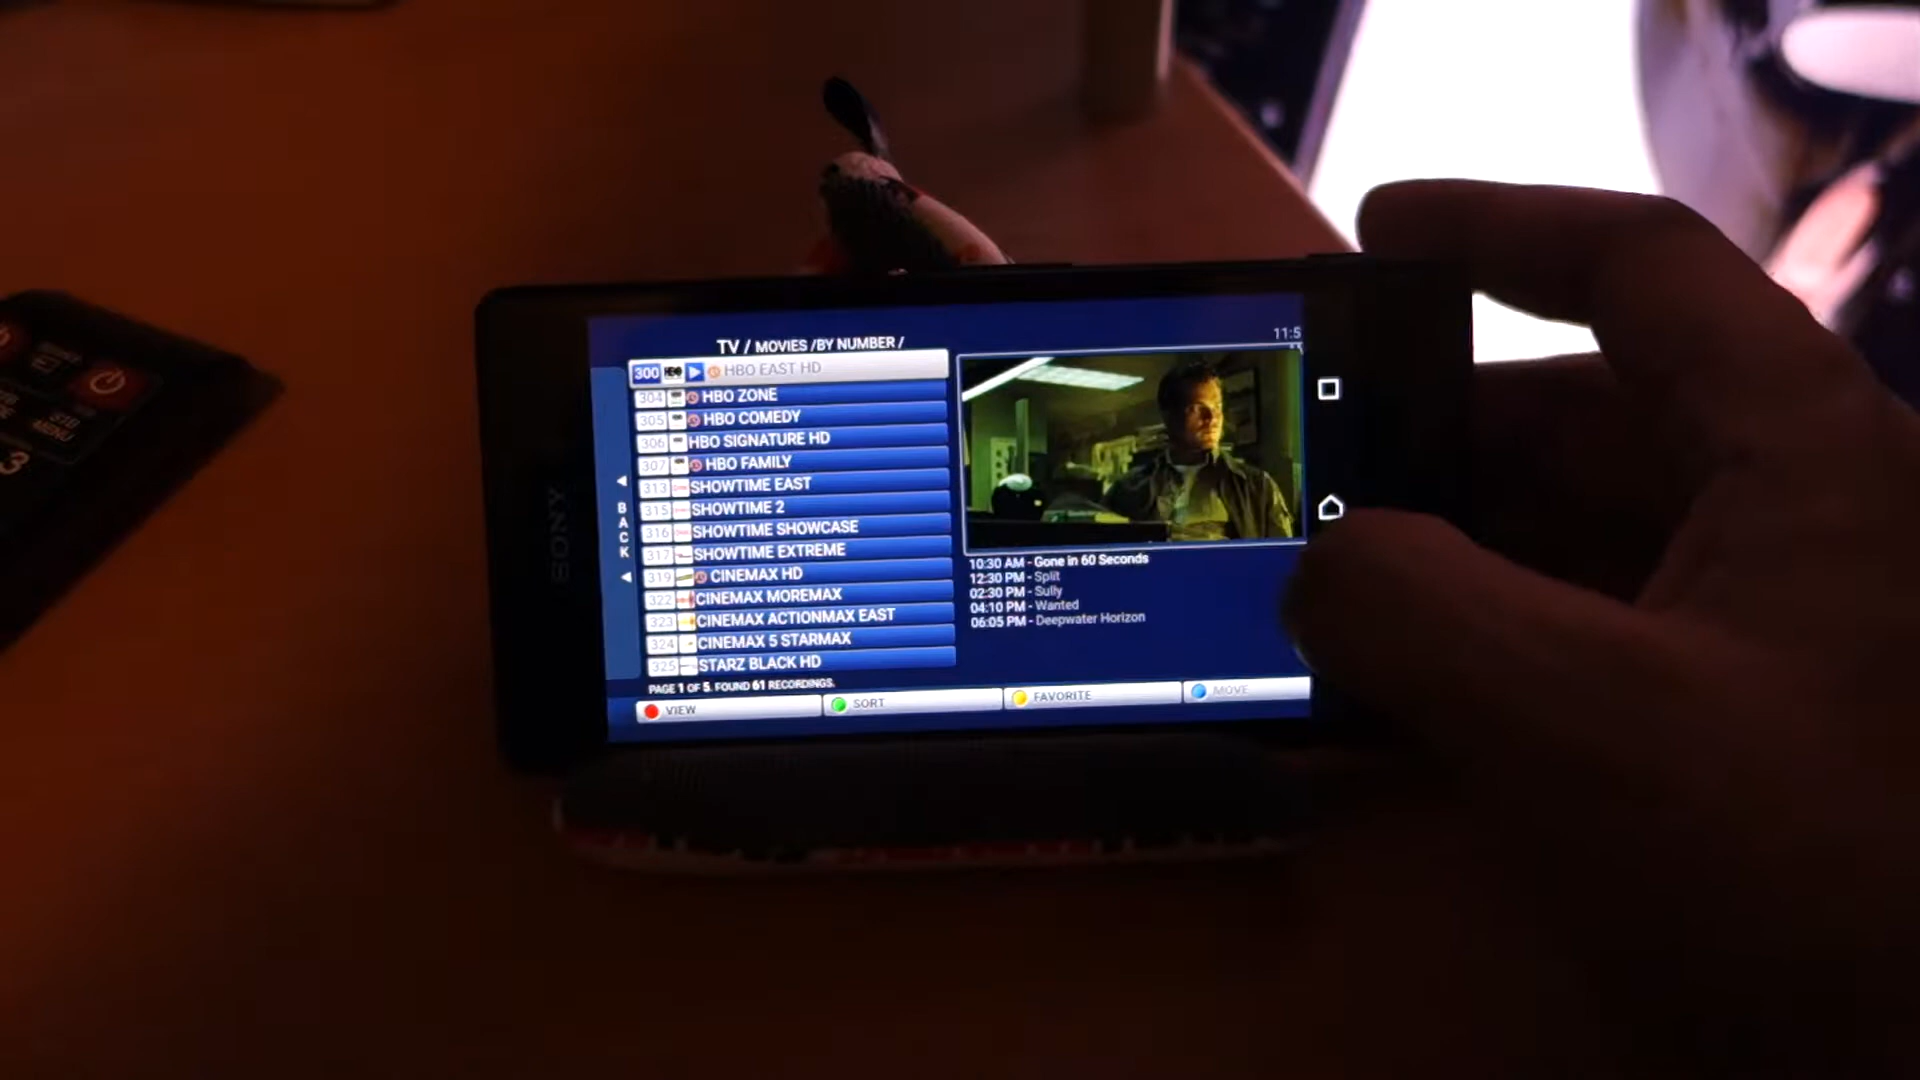 TV / MOVIES /BY NUMBER /
11:5
300 HBO HBO EAST HD
304 HBO ZONE
305 HBO COMEDY
306 HBO SIGNATURE HD
307 HBO FAMILY
313 SHOWTIME EAST
315 SHOWTIME 2
316 SHOWTIME SHOWCASE
317 SHOWTIME EXTREME
319 CINEMAX HD
322 CINEMAX MOREMAX
323 CINEMAX ACTIONMAX EAST
324 CINEMAX 5 STARMAX
325 STARZ BLACK HD
BACK
10:30 AM - Gone in 60 Seconds
12:30 PM - Split
02:30 PM - Sully
04:10 PM - Wanted
06:05 PM - Deepwater Horizon
PAGE 1 OF 5. FOUND 61 RECORDINGS.
VIEW
SORT
FAVORITE
MOVE
SONY
STB
MENU
3